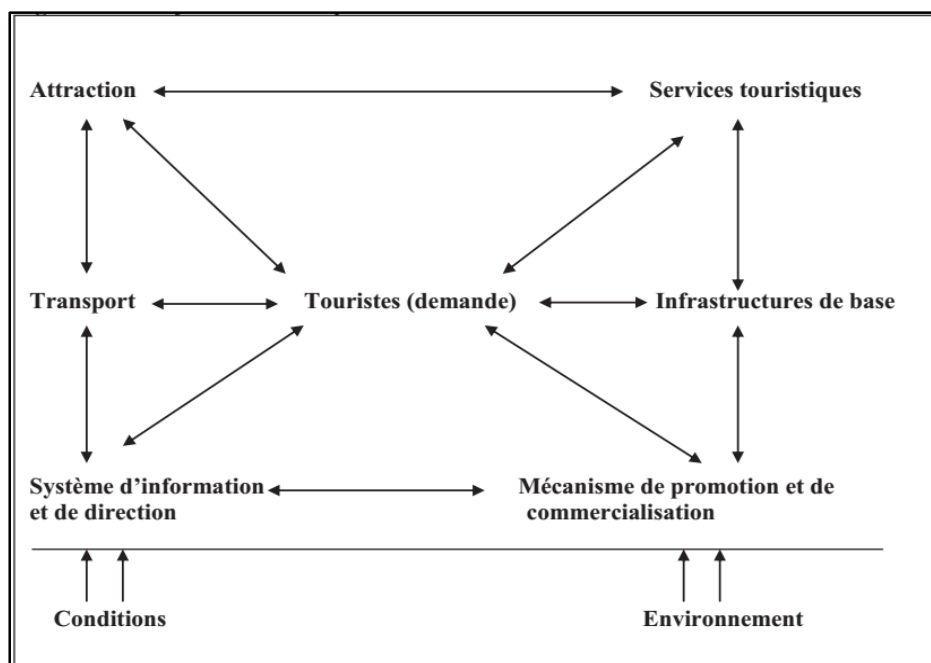 Attraction
Services touristiques
Transport
Touristes (demande)
Infrastructures de base
Système d’information
et de direction
Mécanisme de promotion et de
commercialisation
Conditions
Environnement